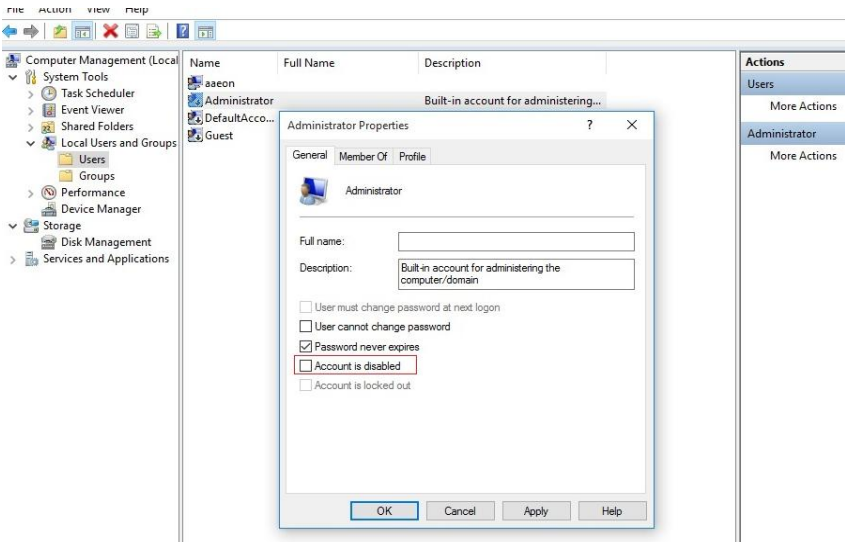 File Action View Help
Computer Management (Local
System Tools
Task Scheduler
Event Viewer
Shared Folders
Local Users and Groups
Users
Groups
Performance
Device Manager
Storage
Disk Management
Services and Applications
Name Full Name Description
aaeon
Administrator Built-in account for administering...
DefaultAcco...
Guest
Administrator Properties ? X
General Member Of Profile
Administrator
Full name:
Description: Built-in account for administering the
computer/domain
User must change password at next logon
User cannot change password
Password never expires
Account is disabled
Account is locked out
OK Cancel Apply Help
Actions
Users
More Actions
Administrator
More Actions